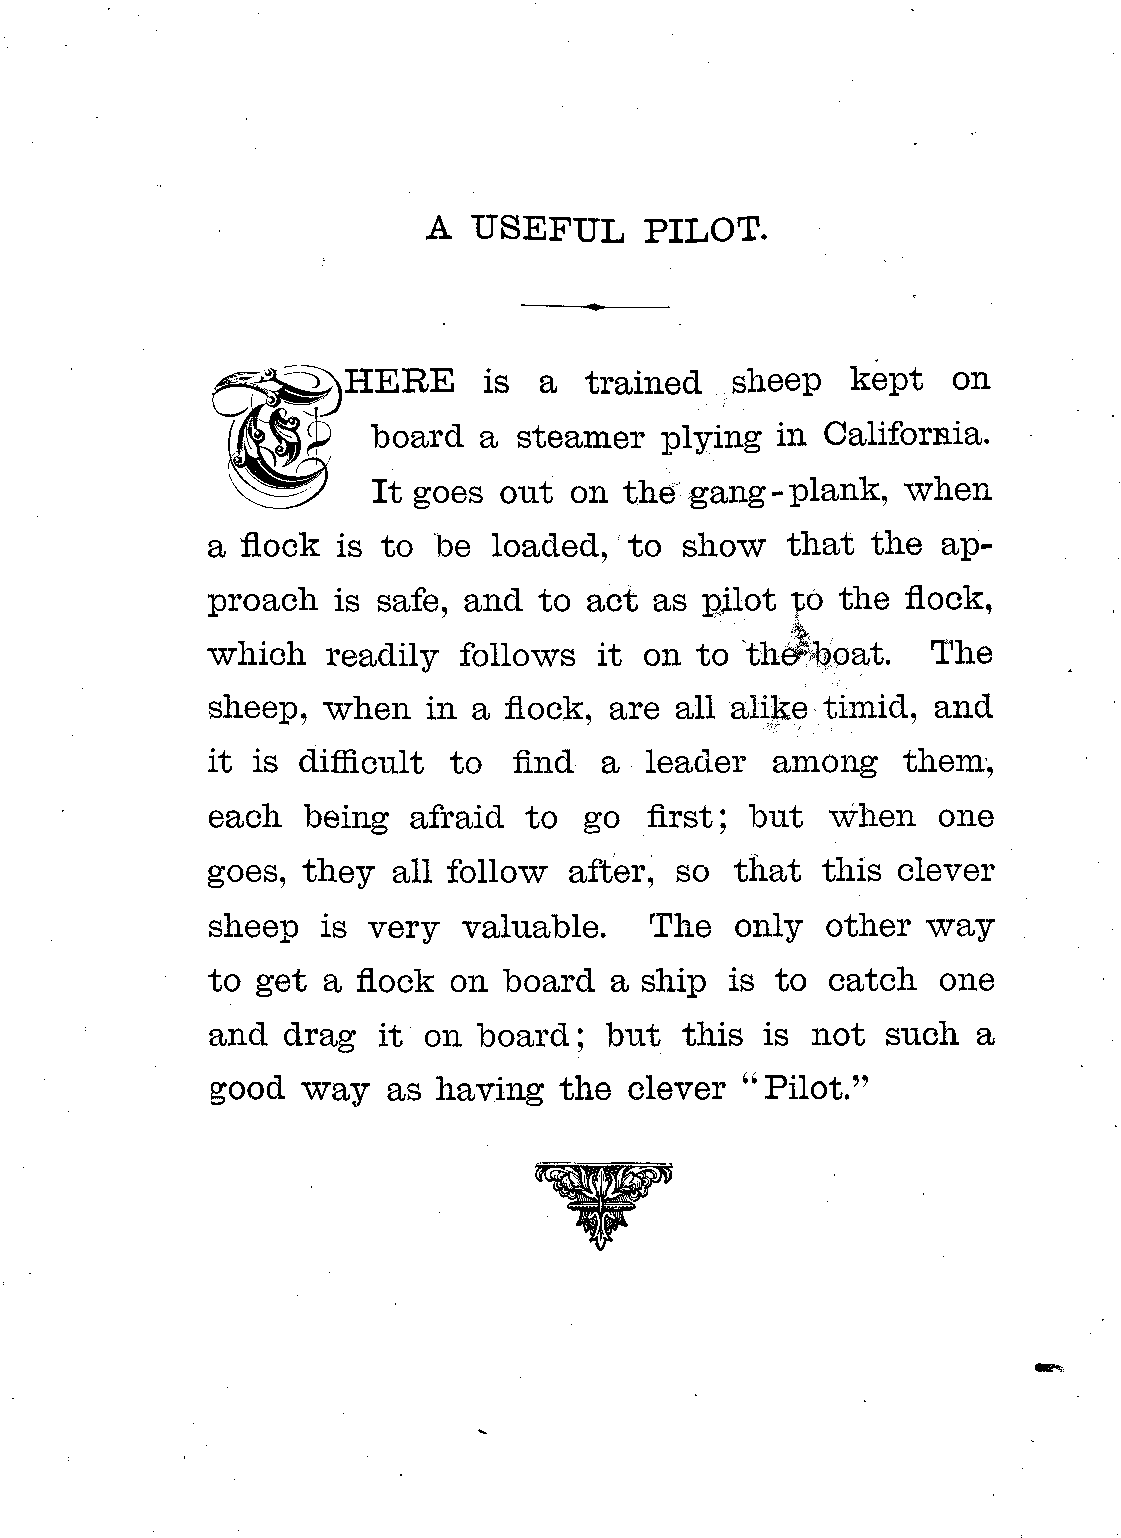 A USEFUL PILOT.
THERE is a trained sheep kept on
board a steamer plying in California.
It goes out on the gang-plank, when
a flock is to be loaded, to show that the ap-
proach is safe, and to act as pilot to the flock,
which readily follows it on to the boat. The
sheep, when in a flock, are all alike timid, and
it is difficult to find a leader among them,
each being afraid to go first; but when one
goes, they all follow after, so that this clever
sheep is very valuable. The only other way
to get a flock on board a ship is to catch one
and drag it on board; but this is not such a
good way as having the clever “Pilot.”